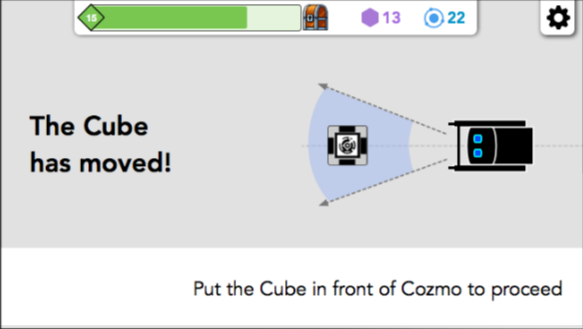 15
13
22
The Cube
has moved!
Put the Cube in front of Cozmo to proceed